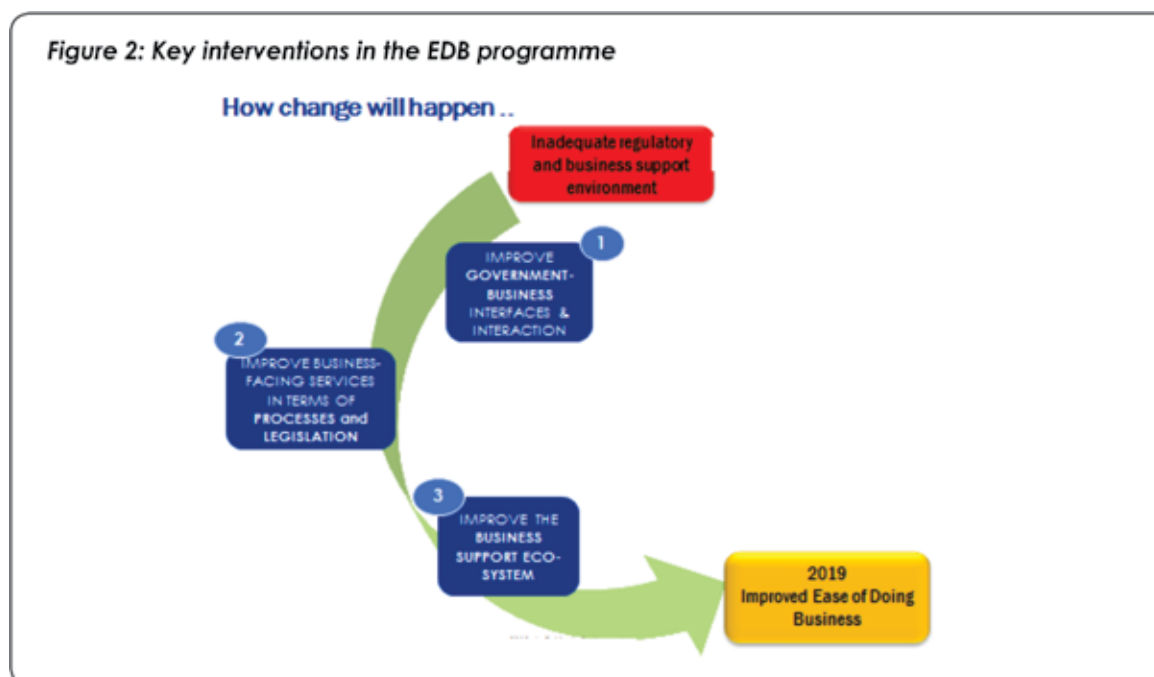 Figure 2: Key interventions in the EDB programme
How change will happen ..
Inadequate regulatory
and business support
environment
1
IMPROVE
GOVERNMENT-
BUSINESS
INTERFACES &
INTERACTION
2
IMPROVE BUSINESS-
FACING SERVICES
IN TERMS OF
PROCESSES and
LEGISLATION
3
IMPROVE THE
BUSINESS
SUPPORT ECO-
SYSTEM
2019
Improved Ease of Doing
Business